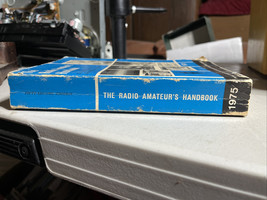 THE RADIO AMATEUR'S HANDBOOK
1975